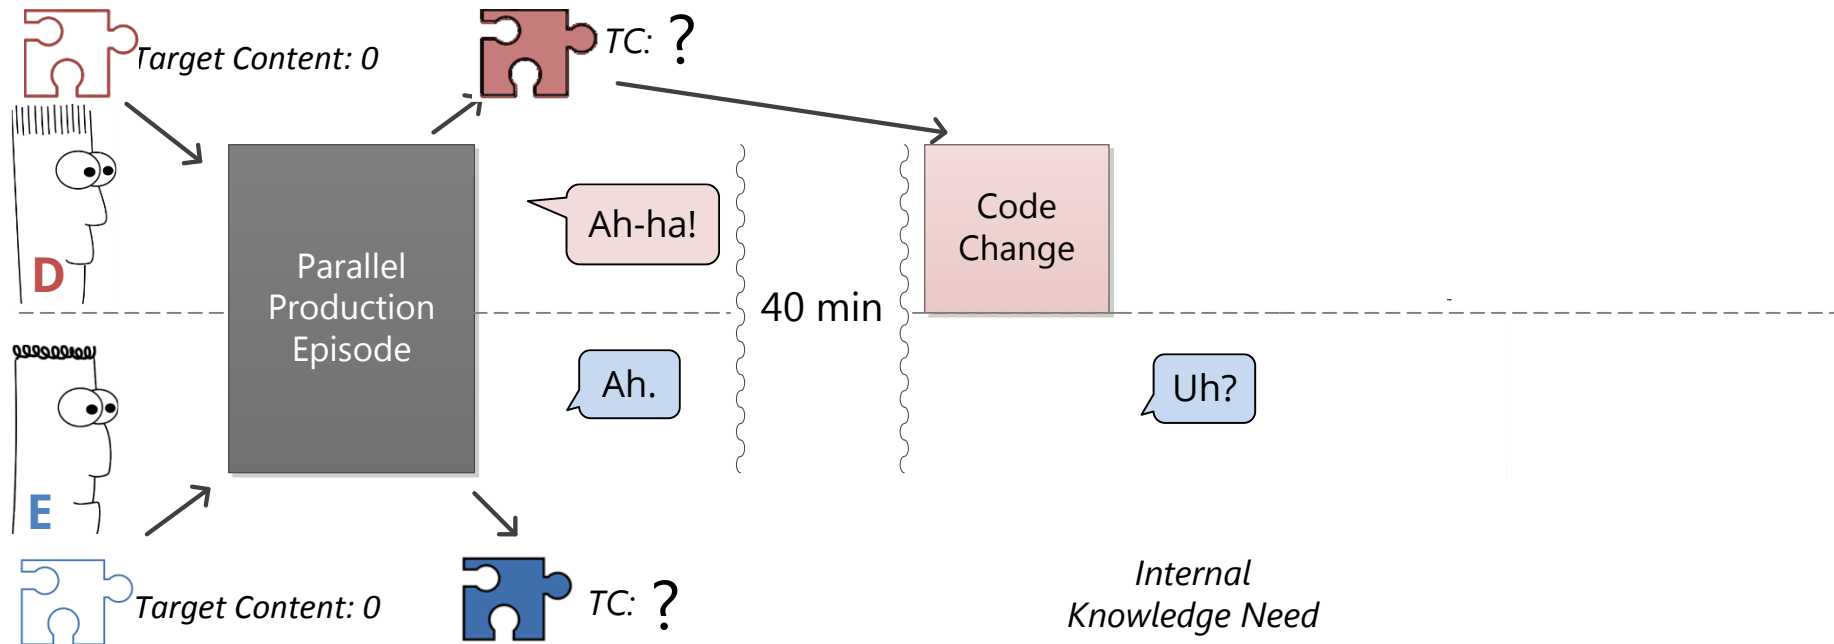 Target Content: 0
TC: ?
D
Parallel
Production
Episode
Ah-ha!
40 min
Code
Change
Ah.
Uh?
E
Target Content: 0
TC: ?
Internal
Knowledge Need